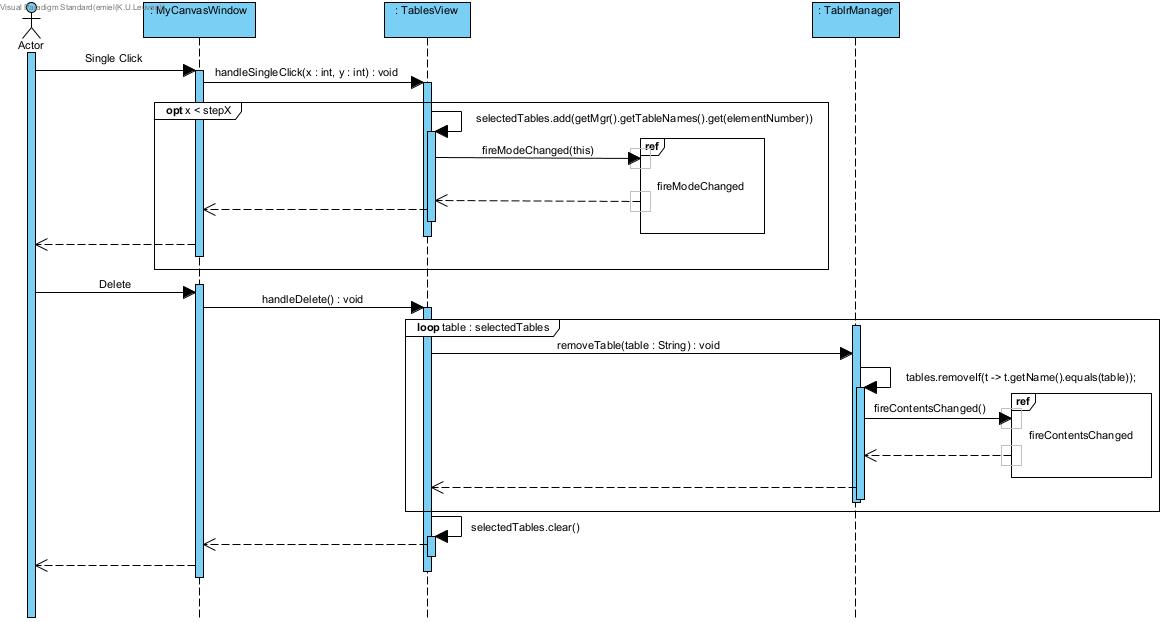 Visual Paradigm Standard(emiel(K.U.Leuven))
: MyCanvasWindow
: TablesView
: TablrManager
Actor
Single Click
handleSingleClick(x : int, y : int) : void
opt x < stepX
selectedTables.add(getMgr().getTableNames().get(elementNumber))
fireModeChanged(this)
ref
fireModeChanged
Delete
handleDelete() : void
loop table : selectedTables
removeTable(table : String) : void
tables.removeIf(t -> t.getName().equals(table));
fireContentsChanged()
ref
fireContentsChanged
selectedTables.clear()